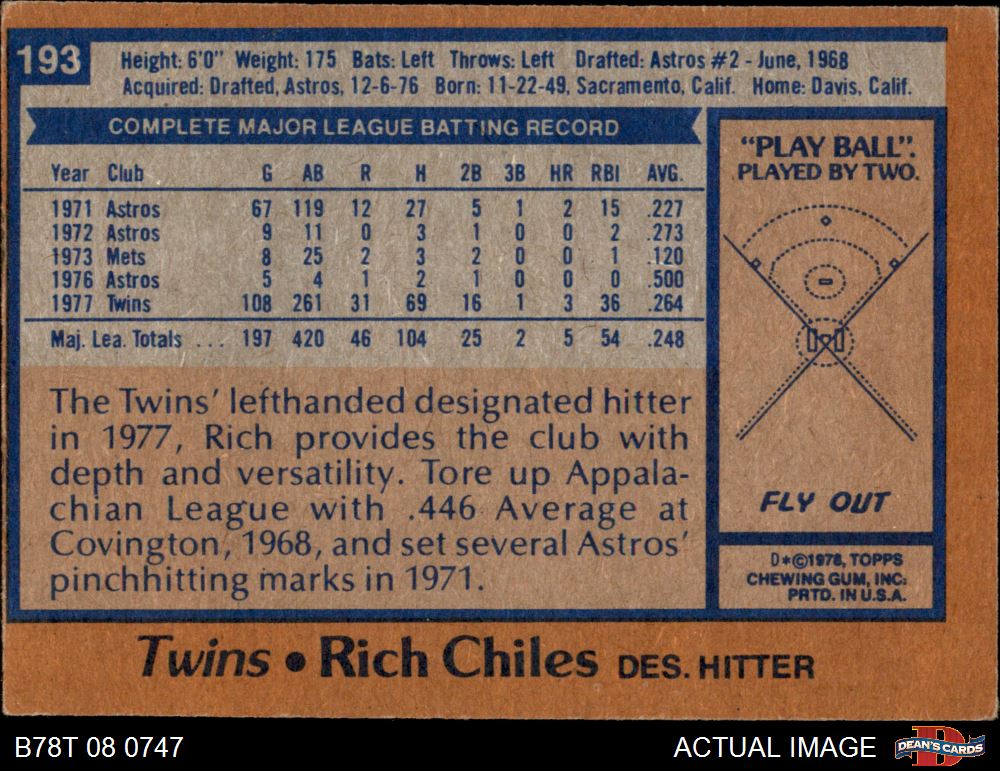 193
Height: 6'0" Weight: 175 Bats: Left Throws: Left Drafted: Astros #2 - June, 1968
Acquired: Drafted, Astros, 12-6-76 Born: 11-22-49, Sacramento, Calif. Home: Davis, Calif.
COMPLETE MAJOR LEAGUE BATTING RECORD
Year Club G AB R H 2B 3B HR RBI AVG.
1971 Astros 67 119 12 27 5 1 2 15 .227
1972 Astros 9 11 0 3 1 0 0 2 .273
1973 Mets 8 25 2 3 2 0 0 1 .120
1976 Astros 5 4 1 2 1 0 0 0 .500
1977 Twins 108 261 31 69 16 1 3 36 .264
Maj. Lea. Totals ... 197 420 46 104 25 2 5 54 .248
The Twins' lefthanded designated hitter
in 1977, Rich provides the club with
depth and versatility. Tore up Appala-
chian League with .446 Average at
Covington, 1968, and set several Astros'
pinchhitting marks in 1971.
"PLAY BALL".
PLAYED BY TWO.
FLY OUT
D*©1978, TOPPS
CHEWING GUM, INC.
PRTD. IN U.S.A.
Twins • Rich Chiles DES. HITTER
B78T 08 0747
ACTUAL IMAGE
DEAN'S CARDS